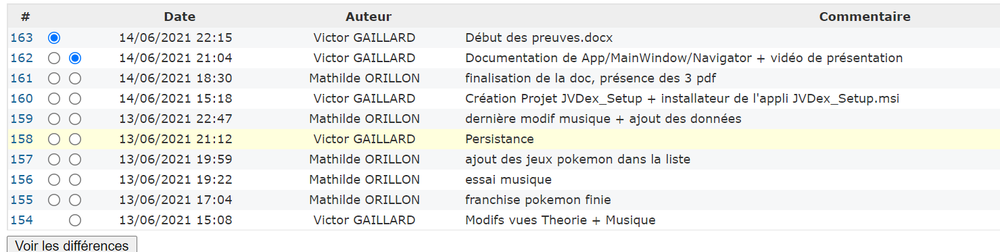 # Date Auteur Commentaire
163 14/06/2021 22:15 Victor GAILLARD Début des preuves.docx
162 14/06/2021 21:04 Victor GAILLARD Documentation de App/MainWindow/Navigator + vidéo de présentation
161 14/06/2021 18:30 Mathilde ORILLON finalisation de la doc, présence des 3 pdf
160 14/06/2021 15:18 Victor GAILLARD Création Projet JVDex_Setup + installateur de l'appli JVDex_Setup.msi
159 13/06/2021 22:47 Mathilde ORILLON dernière modif musique + ajout des données
158 13/06/2021 21:12 Victor GAILLARD Persistance
157 13/06/2021 19:59 Mathilde ORILLON ajout des jeux pokemon dans la liste
156 13/06/2021 19:22 Mathilde ORILLON essai musique
155 13/06/2021 17:04 Mathilde ORILLON franchise pokemon finie
154 13/06/2021 15:08 Victor GAILLARD Modifs vues Theorie + Musique
Voir les différences